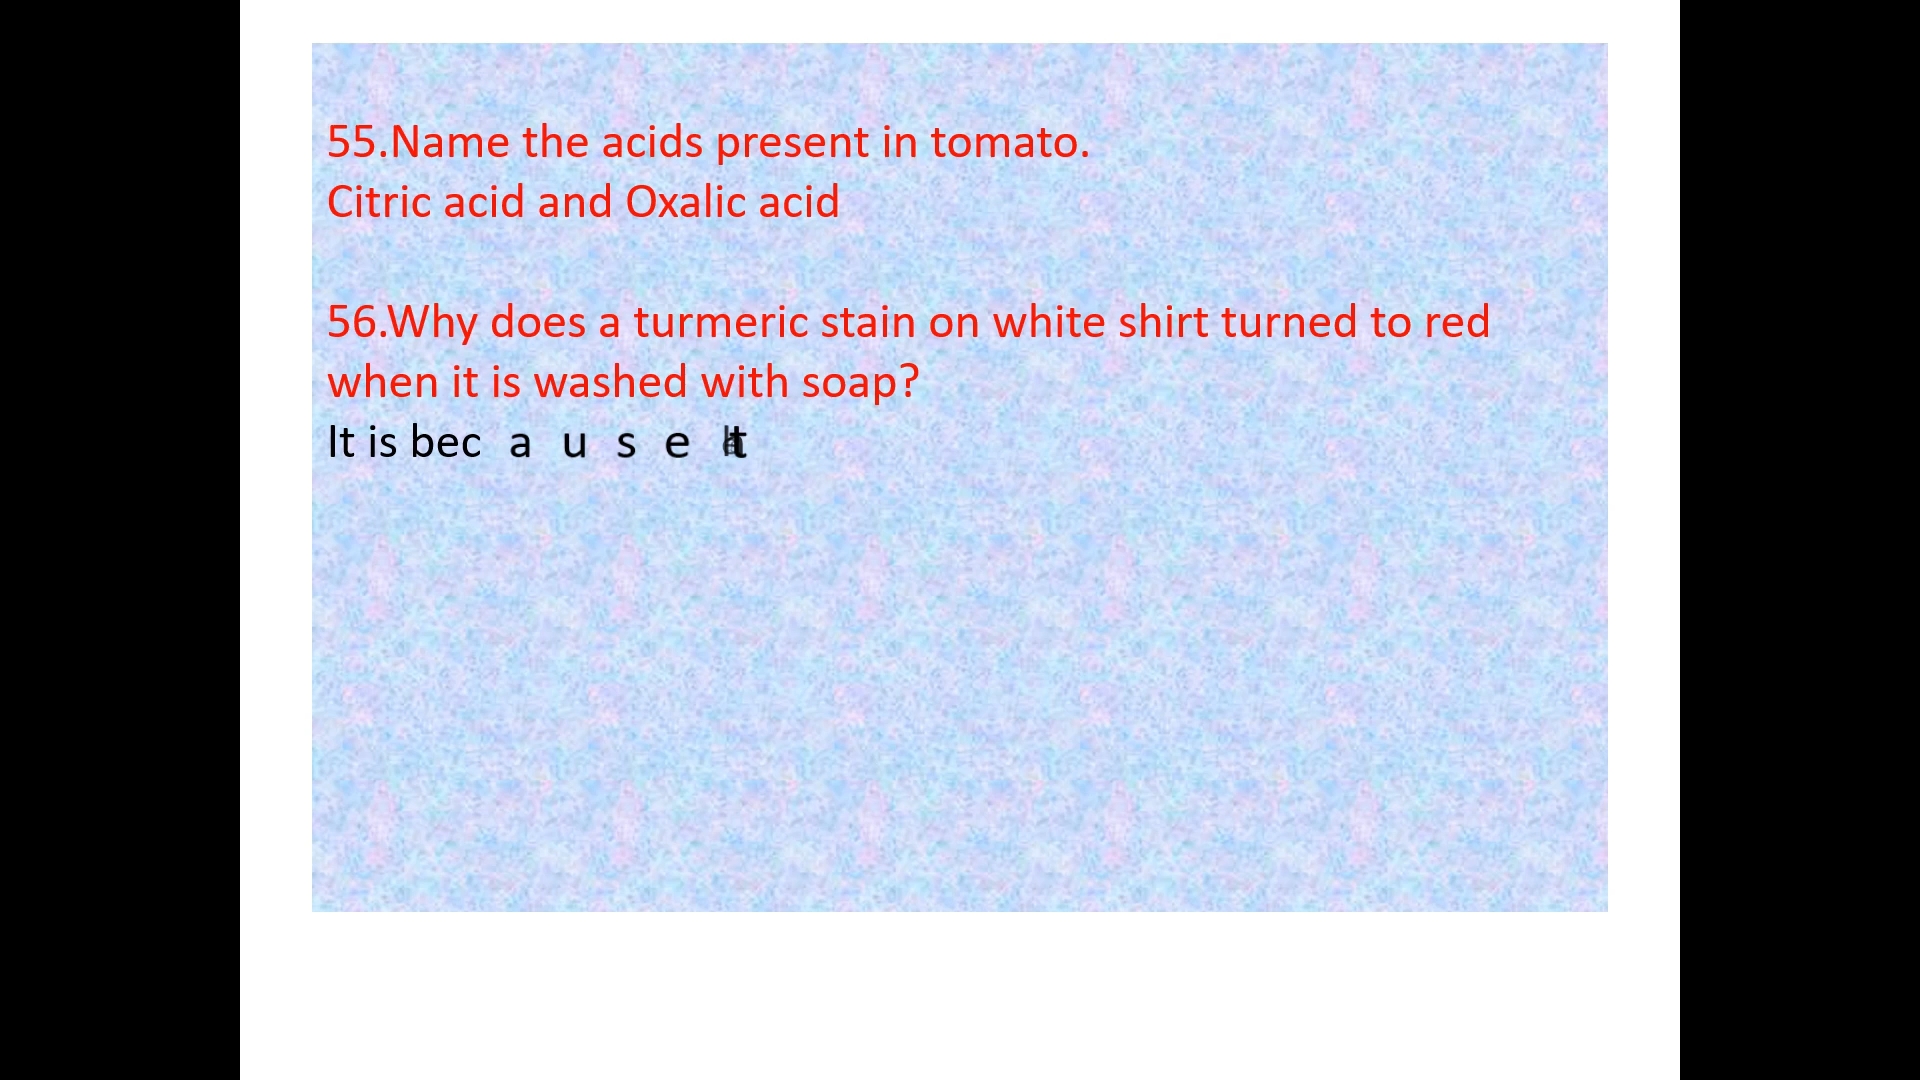 55.Name the acids present in tomato.
Citric acid and Oxalic acid
56.Why does a turmeric stain on white shirt turned to red
when it is washed with soap?
It is because